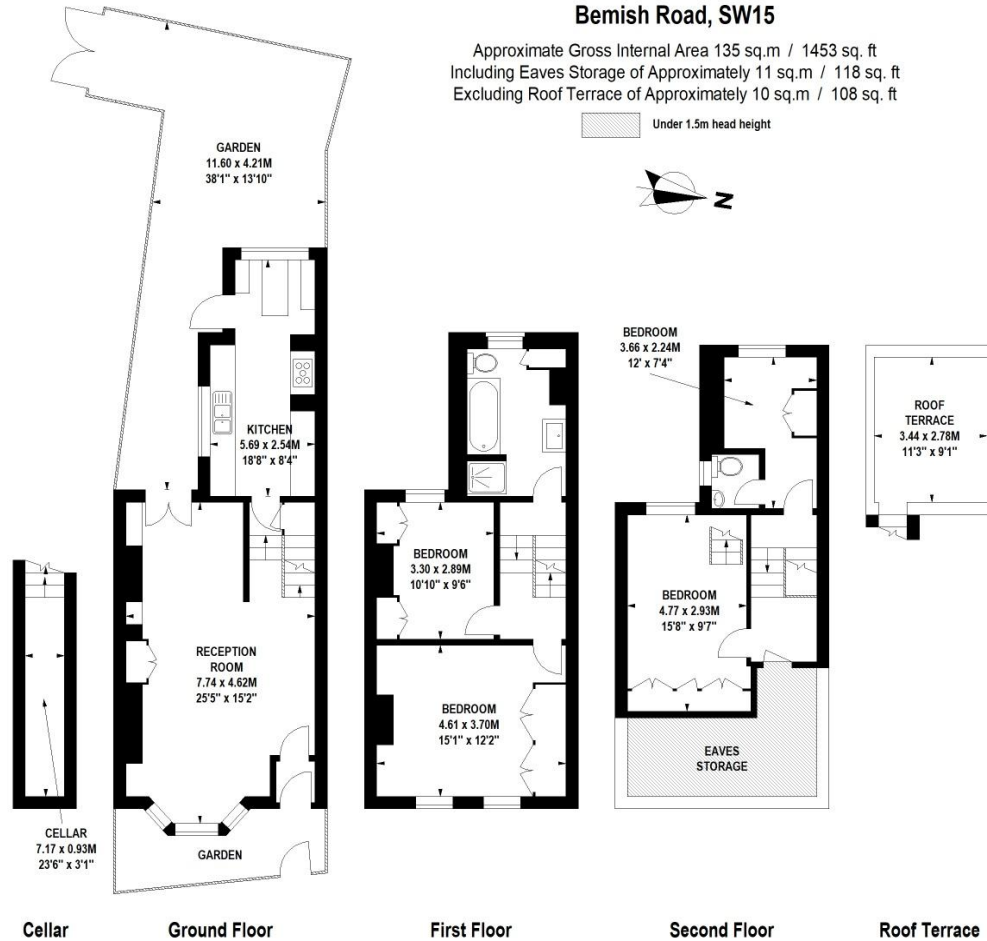 Bemish Road, SW15
Approximate Gross Internal Area 135 sq.m / 1453 sq. ft
Including Eaves Storage of Approximately 11 sq.m / 118 sq. ft
Excluding Roof Terrace of Approximately 10 sq.m / 108 sq. ft
Under 1.5m head height
N
GARDEN
11.60 x 4.21M
38'1" x 13'10"
KITCHEN
5.69 x 2.54M
18'8" x 8'4"
RECEPTION
ROOM
7.74 x 4.62M
25'5" x 15'2"
GARDEN
CELLAR
7.17 x 0.93M
23'6" x 3'1"
BEDROOM
3.30 x 2.89M
10'10" x 9'6"
BEDROOM
4.61 x 3.70M
15'1" x 12'2"
BEDROOM
3.66 x 2.24M
12' x 7'4"
BEDROOM
4.77 x 2.93M
15'8" x 9'7"
EAVES
STORAGE
ROOF
TERRACE
3.44 x 2.78M
11'3" x 9'1"
Cellar
Ground Floor
First Floor
Second Floor
Roof Terrace